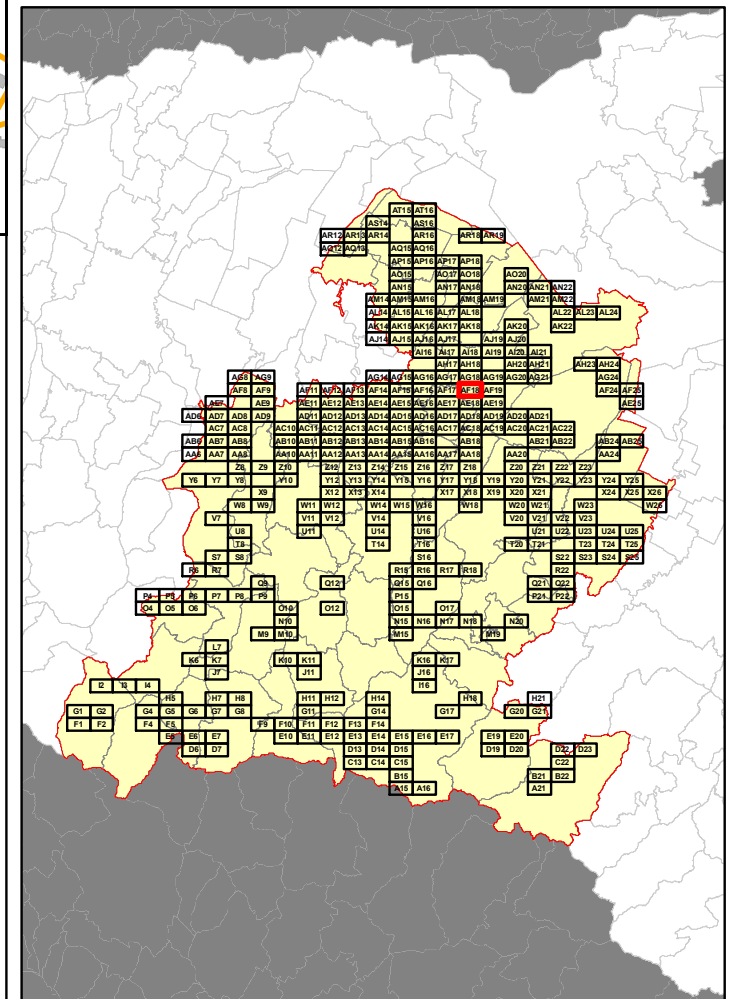 AT15 AT16
AS14 AS16
AR12 AR13 AR14 AR16 AR18 AR19
AQ12 AQ13 AQ15 AQ16
AP15 AP16 AP17 AP18
AO15 AO17 AO18 AO20
AN15 AN17 AN18 AN20 AN21 AN22
AM14 AM15 AM16 AM18 AM19 AM21 AM22
AL14 AL15 AL16 AL17 AL18 AL22 AL23 AL24
AK14 AK15 AK16 AK17 AK18 AK20 AK22
AJ14 AJ15 AJ16 AJ17 AJ19 AJ20
AI16 AI17 AI18 AI19 AI20 AI21
AH17 AH18 AH20 AH21 AH23 AH24
AG8 AG9 AG14 AG15 AG16 AG17 AG18 AG19 AG20 AG21 AG24
AF8 AF9 AF11 AF12 AF13 AF14 AF15 AF16 AF17 AF18 AF19 AF24 AF25
AE7 AE9 AE11 AE12 AE13 AE14 AE15 AE16 AE17 AE18 AE19 AE25
AD6 AD7 AD8 AD9 AD11 AD12 AD13 AD14 AD15 AD16 AD17 AD18 AD19 AD20 AD21
AC7 AC8 AC10 AC11 AC12 AC13 AC14 AC15 AC16 AC17 AC18 AC19 AC20 AC21 AC22
AB6 AB7 AB8 AB10 AB11 AB12 AB13 AB14 AB15 AB16 AB18 AB21 AB22 AB24 AB25
AA6 AA7 AA8 AA10 AA11 AA12 AA13 AA14 AA15 AA16 AA17 AA18 AA20 AA24
Z8 Z9 Z10 Z12 Z13 Z14 Z15 Z16 Z17 Z18 Z20 Z21 Z22 Z23
Y6 Y7 Y8 Y10 Y12 Y13 Y14 Y15 Y16 Y17 Y18 Y19 Y20 Y21 Y22 Y23 Y24 Y25
X9 X12 X13 X14 X17 X18 X19 X20 X21 X24 X25 X26
W8 W9 W11 W12 W14 W15 W16 W18 W20 W21 W23 W26
V7 V11 V12 V14 V16 V20 V21 V22 V23
U8 U11 U14 U16 U21 U22 U23 U24 U25
T8 T14 T16 T20 T21 T23 T24 T25
S7 S8 S16 S22 S23 S24 S25
R6 R7 R15 R16 R17 R18 R22
Q9 Q12 Q15 Q16 Q21 Q22
P4 P5 P6 P7 P8 P9 P15 P21 P22
O4 O5 O6 O10 O12 O15 O17
N10 N15 N16 N17 N18 N20
M9 M10 M15 M19
L7
K6 K7 K10 K11 K16 K17
J7 J11 J16
I2 I3 I4 I16
H5 H7 H8 H11 H12 H14 H18 H21
G1 G2 G4 G5 G6 G7 G8 G11 G14 G17 G20 G21
F1 F2 F4 F5 F9 F10 F11 F12 F13 F14
E5 E6 E7 E10 E11 E12 E13 E14 E15 E16 E17 E19 E20
D6 D7 D13 D14 D15 D19 D20 D22 D23
C13 C14 C15 C22
B15 B21 B22
A15 A16 A21